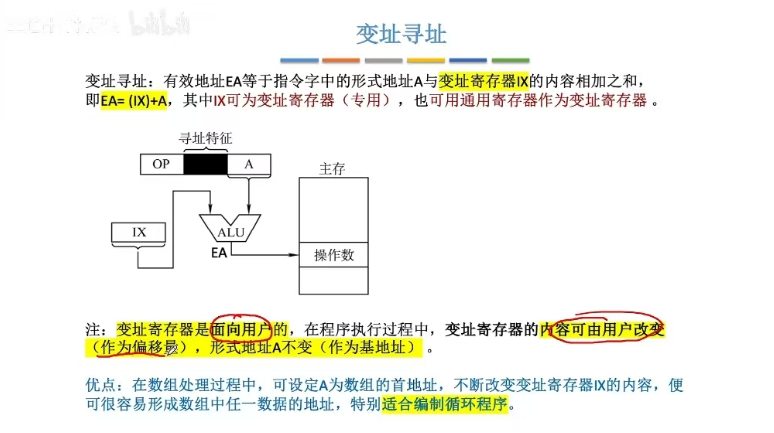 变址寻址
变址寻址：有效地址EA等于指令字中的形式地址A与变址寄存器IX的内容相加之和，
即EA= (IX)+A，其中IX可为变址寄存器（专用），也可用通用寄存器作为变址寄存器 。
寻址特征
OP
A
主存
IX
ALU
EA
操作数
注：变址寄存器是面向用户的，在程序执行过程中，变址寄存器的内容可由用户改变
（作为偏移量），形式地址A不变（作为基地址） 。
优点：在数组处理过程中，可设定A为数组的首地址，不断改变变址寄存器IX的内容，便
可很容易形成数组中任一数据的地址，特别适合编制循环程序。
bilibili